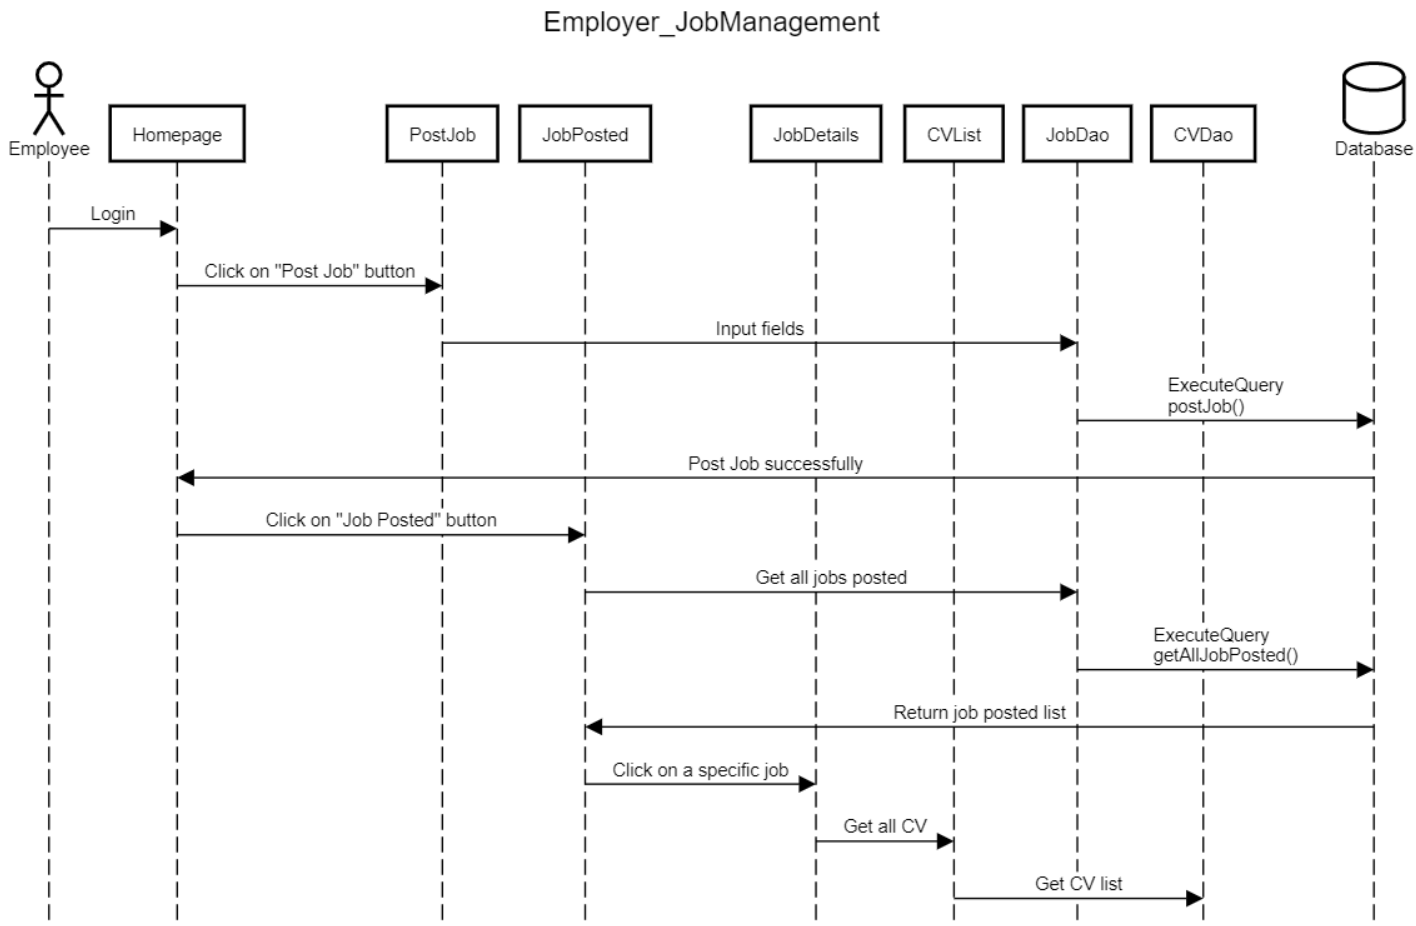 Employer_JobManagement
Employee
Homepage
PostJob
JobPosted
JobDetails
CVList
JobDao
CVDao
Database
Login
Click on "Post Job" button
Input fields
ExecuteQuery
postJob()
Post Job successfully
Click on "Job Posted" button
Get all jobs posted
ExecuteQuery
getAllJobPosted()
Return job posted list
Click on a specific job
Get all CV
Get CV list